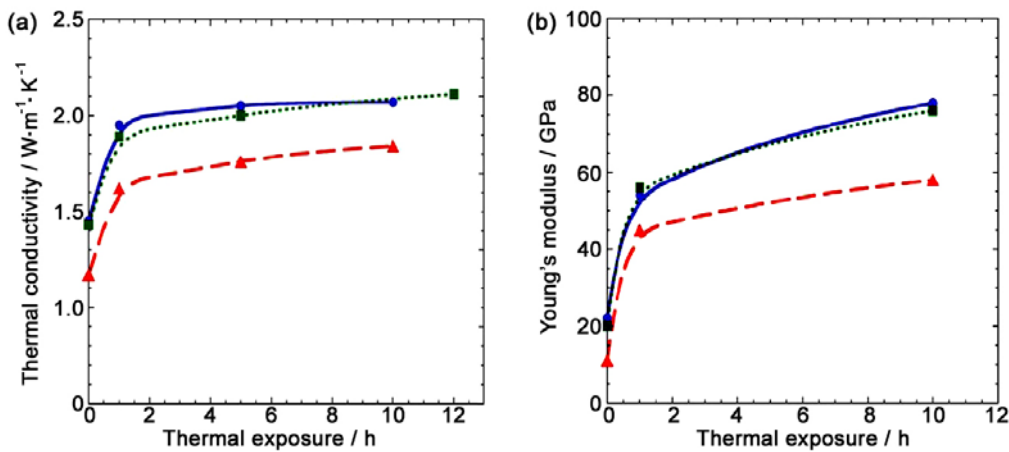 (a)
Thermal conductivity / W·m⁻¹·K⁻¹
2.5
2.0
1.5
1.0
0
0 2 4 6 8 10 12
Thermal exposure / h
(b)
Young's modulus / GPa
100
80
60
40
20
0
0 2 4 6 8 10 12
Thermal exposure / h